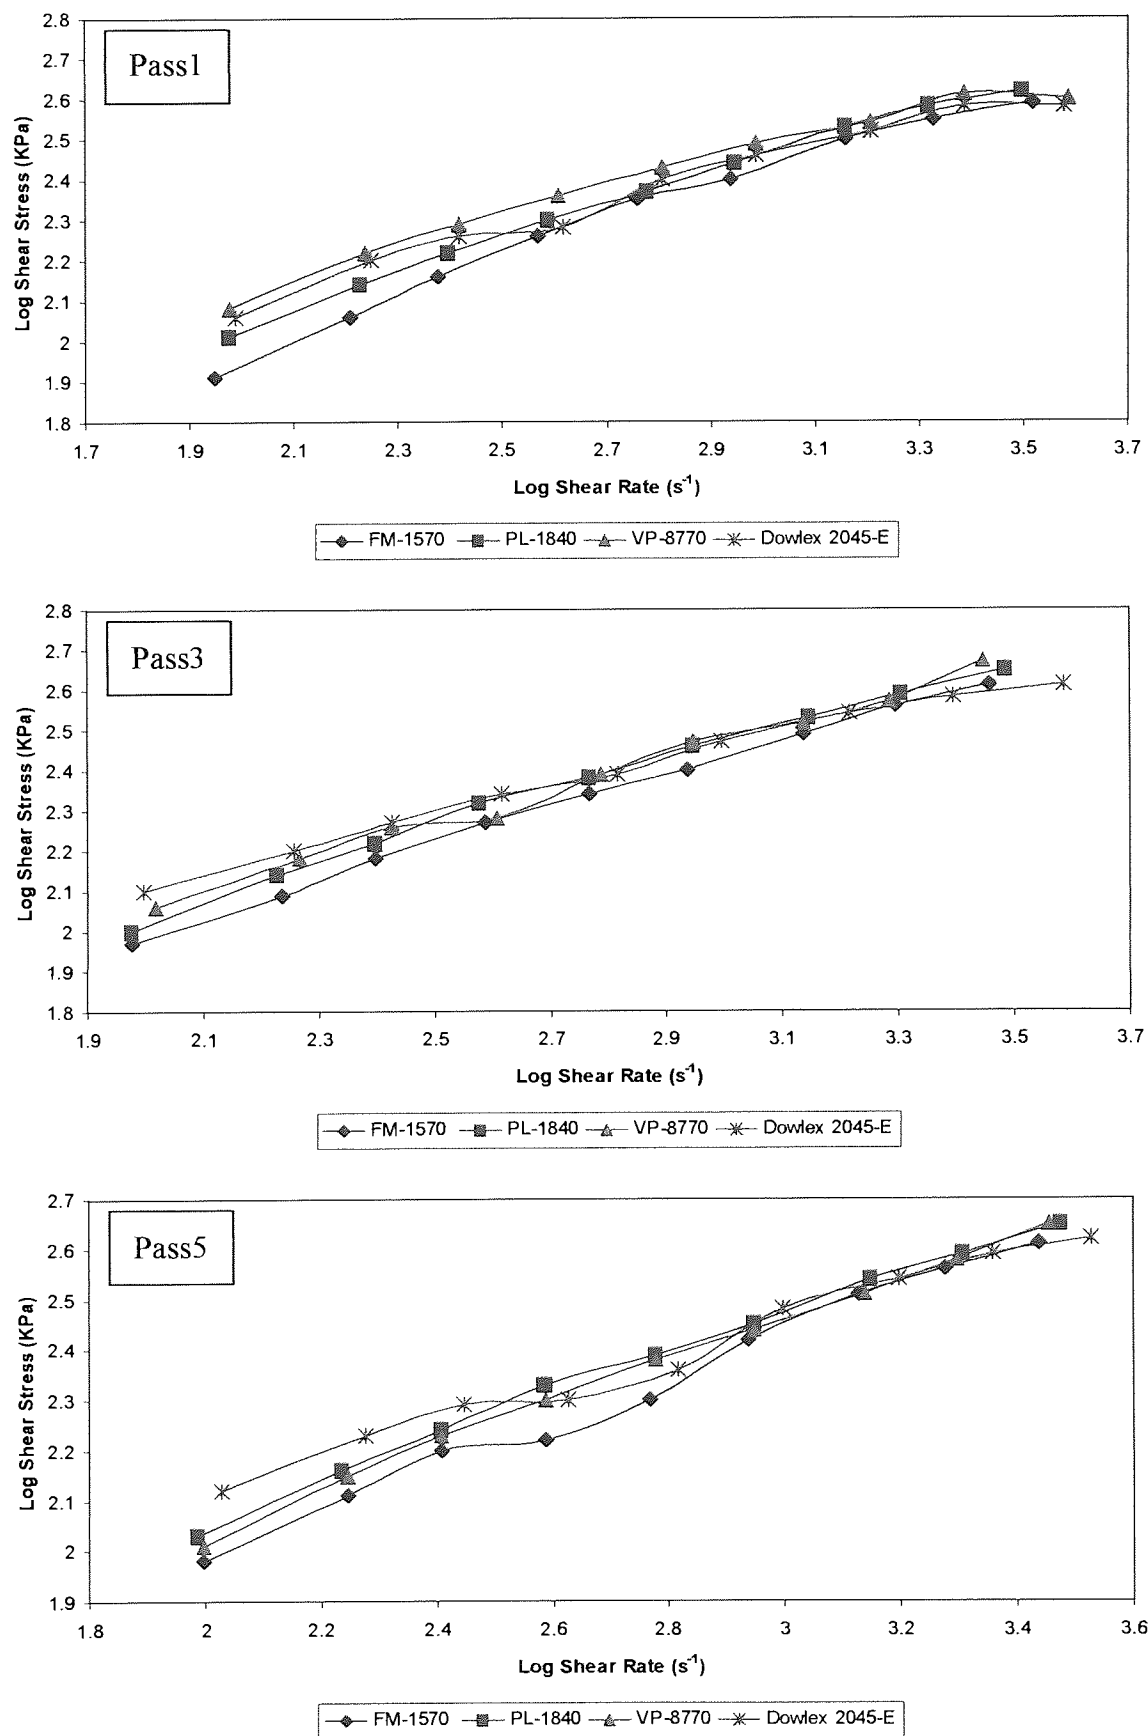 Pass1
Log Shear Stress (KPa)
2.8
2.7
2.6
2.5
2.4
2.3
2.2
2.1
2
1.9
1.8
1.7 1.9 2.1 2.3 2.5 2.7 2.9 3.1 3.3 3.5 3.7
Log Shear Rate (s-1)
FM-1570 PL-1840 VP-8770 Dowlex 2045-E
Pass3
Log Shear Stress (KPa)
2.8
2.7
2.6
2.5
2.4
2.3
2.2
2.1
2
1.9
1.8
1.9 2.1 2.3 2.5 2.7 2.9 3.1 3.3 3.5 3.7
Log Shear Rate (s-1)
FM-1570 PL-1840 VP-8770 Dowlex 2045-E
Pass5
Log Shear Stress (KPa)
2.7
2.6
2.5
2.4
2.3
2.2
2.1
2
1.9
1.8 2 2.2 2.4 2.6 2.8 3 3.2 3.4 3.6
Log Shear Rate (s-1)
FM-1570 PL-1840 VP-8770 Dowlex 2045-E